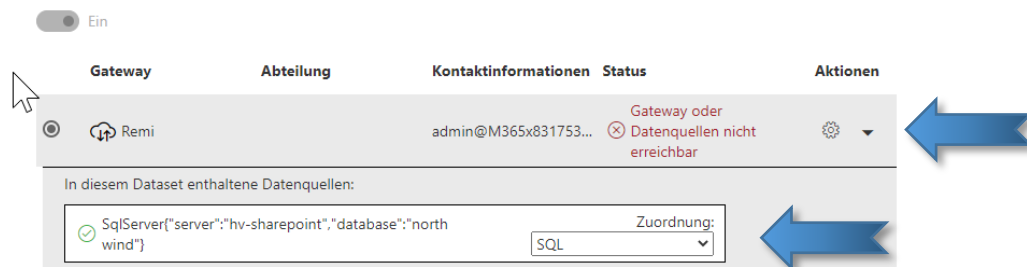 Ein
Gateway Abteilung Kontaktinformationen Status Aktionen
Remi admin@M365x831753... Gateway oder
Datenquellen nicht
erreichbar
In diesem Dataset enthaltene Datenquellen:
SqlServer{"server":"hv-sharepoint","database":"north
wind"}
Zuordnung:
SQL